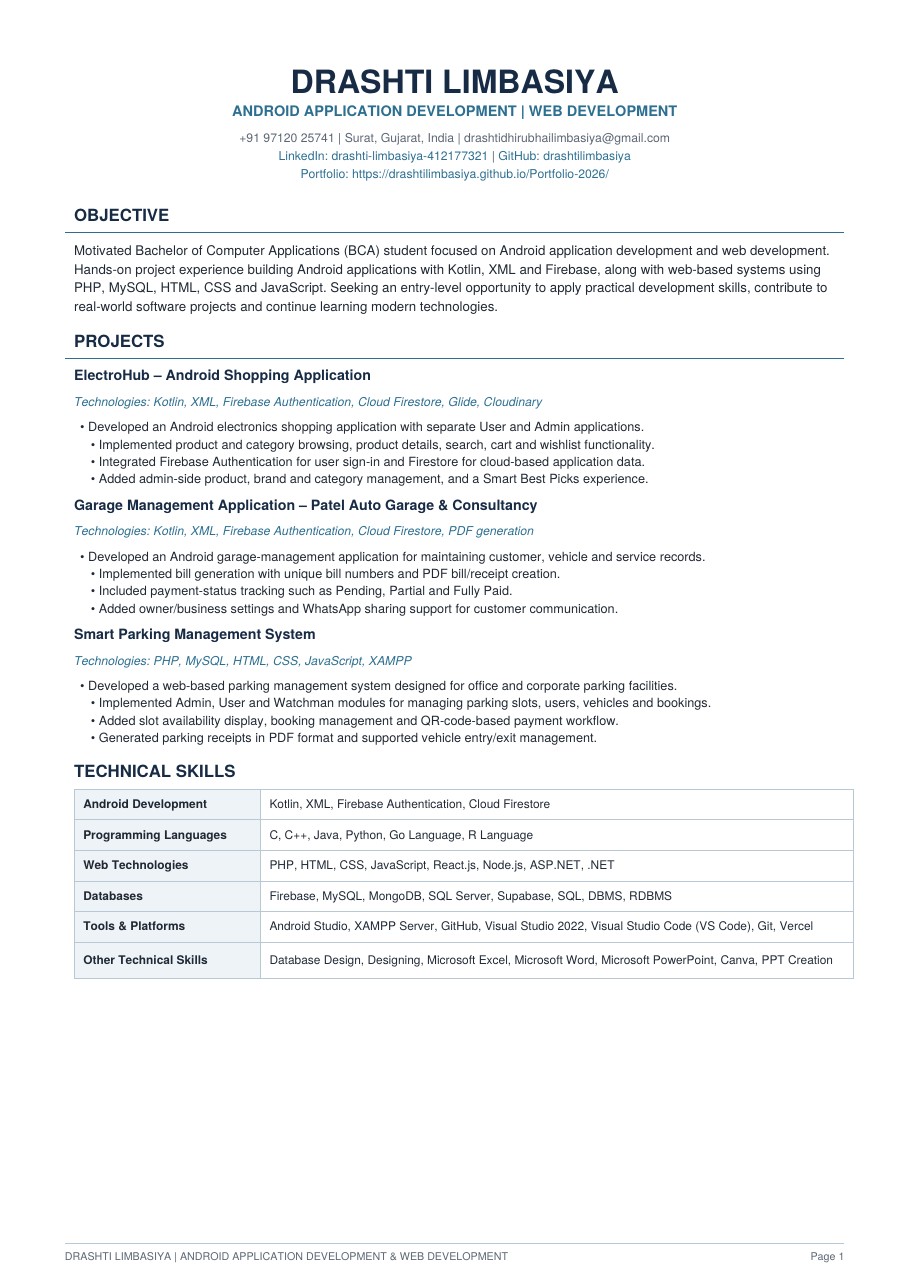 DRASHTI LIMBASIYA
ANDROID APPLICATION DEVELOPMENT | WEB DEVELOPMENT
+91 97120 25741 | Surat, Gujarat, India | drashtidhirubhailimbasiya@gmail.com
LinkedIn: drashti-limbasiya-412177321 | GitHub: drashtilimbasiya
Portfolio: https://drashtilimbasiya.github.io/Portfolio-2026/
OBJECTIVE
Motivated Bachelor of Computer Applications (BCA) student focused on Android application development and web development.
Hands-on project experience building Android applications with Kotlin, XML and Firebase, along with web-based systems using
PHP, MySQL, HTML, CSS and JavaScript. Seeking an entry-level opportunity to apply practical development skills, contribute to
real-world software projects and continue learning modern technologies.
PROJECTS
ElectroHub – Android Shopping Application
Technologies: Kotlin, XML, Firebase Authentication, Cloud Firestore, Glide, Cloudinary
• Developed an Android electronics shopping application with separate User and Admin applications.
• Implemented product and category browsing, product details, search, cart and wishlist functionality.
• Integrated Firebase Authentication for user sign-in and Firestore for cloud-based application data.
• Added admin-side product, brand and category management, and a Smart Best Picks experience.
Garage Management Application – Patel Auto Garage & Consultancy
Technologies: Kotlin, XML, Firebase Authentication, Cloud Firestore, PDF generation
• Developed an Android garage-management application for maintaining customer, vehicle and service records.
• Implemented bill generation with unique bill numbers and PDF bill/receipt creation.
• Included payment-status tracking such as Pending, Partial and Fully Paid.
• Added owner/business settings and WhatsApp sharing support for customer communication.
Smart Parking Management System
Technologies: PHP, MySQL, HTML, CSS, JavaScript, XAMPP
• Developed a web-based parking management system designed for office and corporate parking facilities.
• Implemented Admin, User and Watchman modules for managing parking slots, users, vehicles and bookings.
• Added slot availability display, booking management and QR-code-based payment workflow.
• Generated parking receipts in PDF format and supported vehicle entry/exit management.
TECHNICAL SKILLS
Android Development Kotlin, XML, Firebase Authentication, Cloud Firestore
Programming Languages C, C++, Java, Python, Go Language, R Language
Web Technologies PHP, HTML, CSS, JavaScript, React.js, Node.js, ASP.NET, .NET
Databases Firebase, MySQL, MongoDB, SQL Server, Supabase, SQL, DBMS, RDBMS
Tools & Platforms Android Studio, XAMPP Server, GitHub, Visual Studio 2022, Visual Studio Code (VS Code), Git, Vercel
Other Technical Skills Database Design, Designing, Microsoft Excel, Microsoft Word, Microsoft PowerPoint, Canva, PPT Creation
DRASHTI LIMBASIYA | ANDROID APPLICATION DEVELOPMENT & WEB DEVELOPMENT Page 1